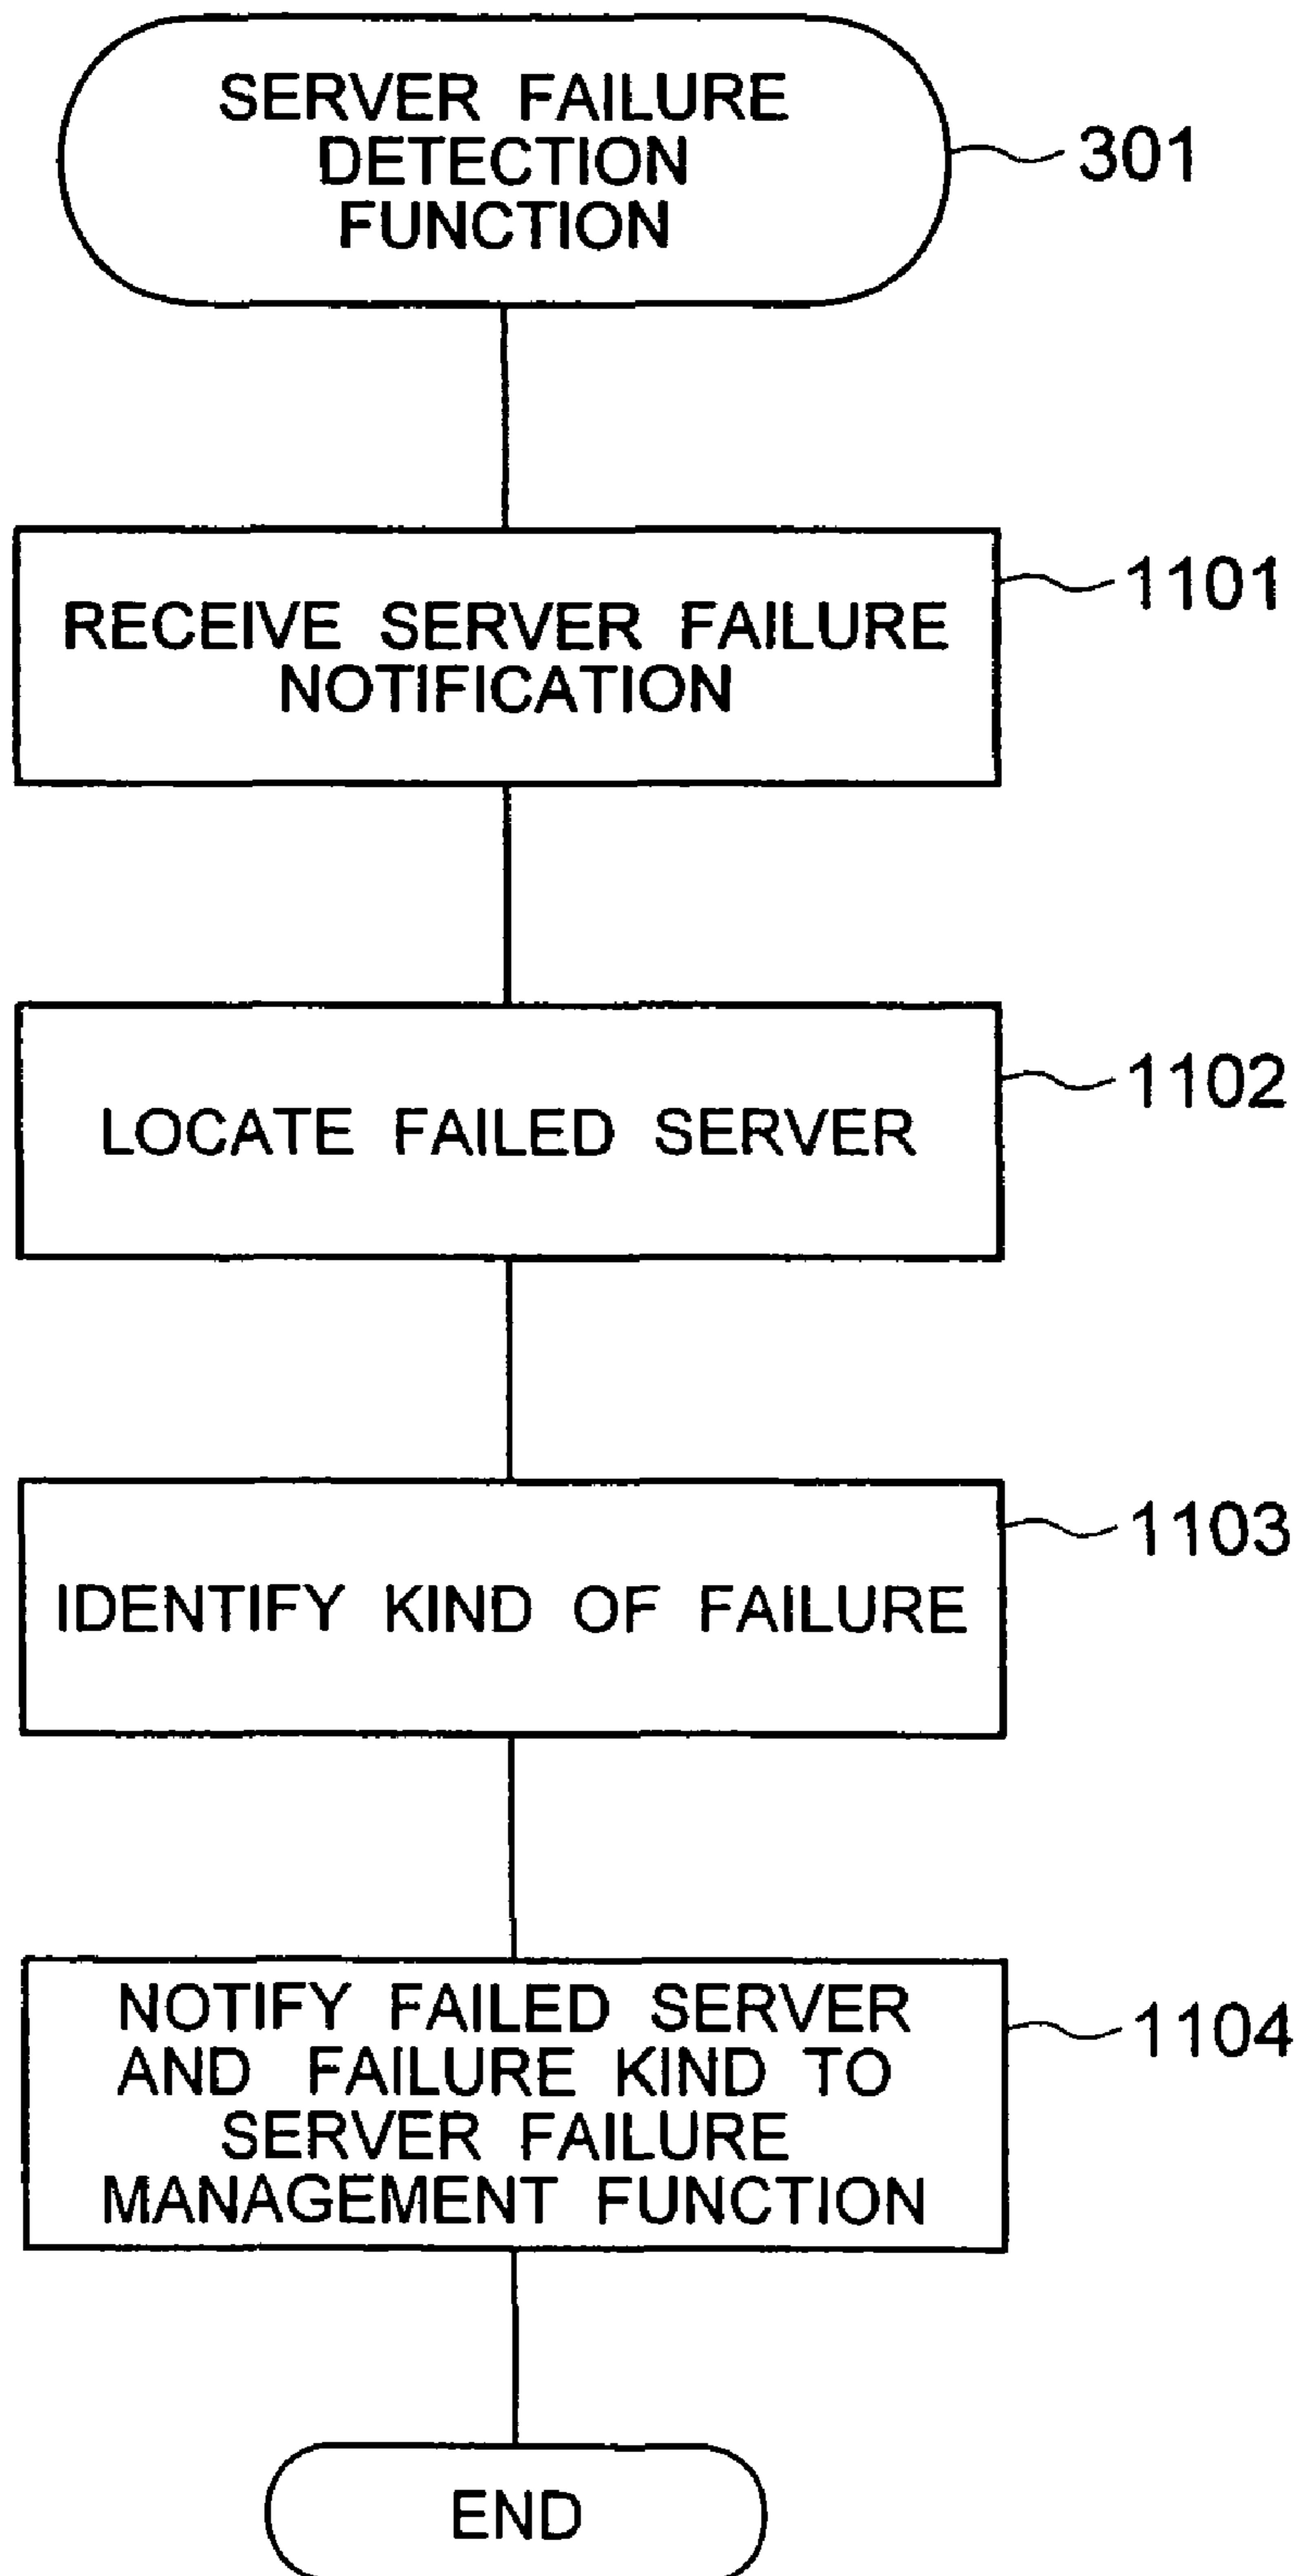 SERVER FAILURE
DETECTION
FUNCTION
301
RECEIVE SERVER FAILURE
NOTIFICATION
1101
LOCATE FAILED SERVER
1102
IDENTIFY KIND OF FAILURE
1103
NOTIFY FAILED SERVER
AND FAILURE KIND TO
SERVER FAILURE
MANAGEMENT FUNCTION
1104
END